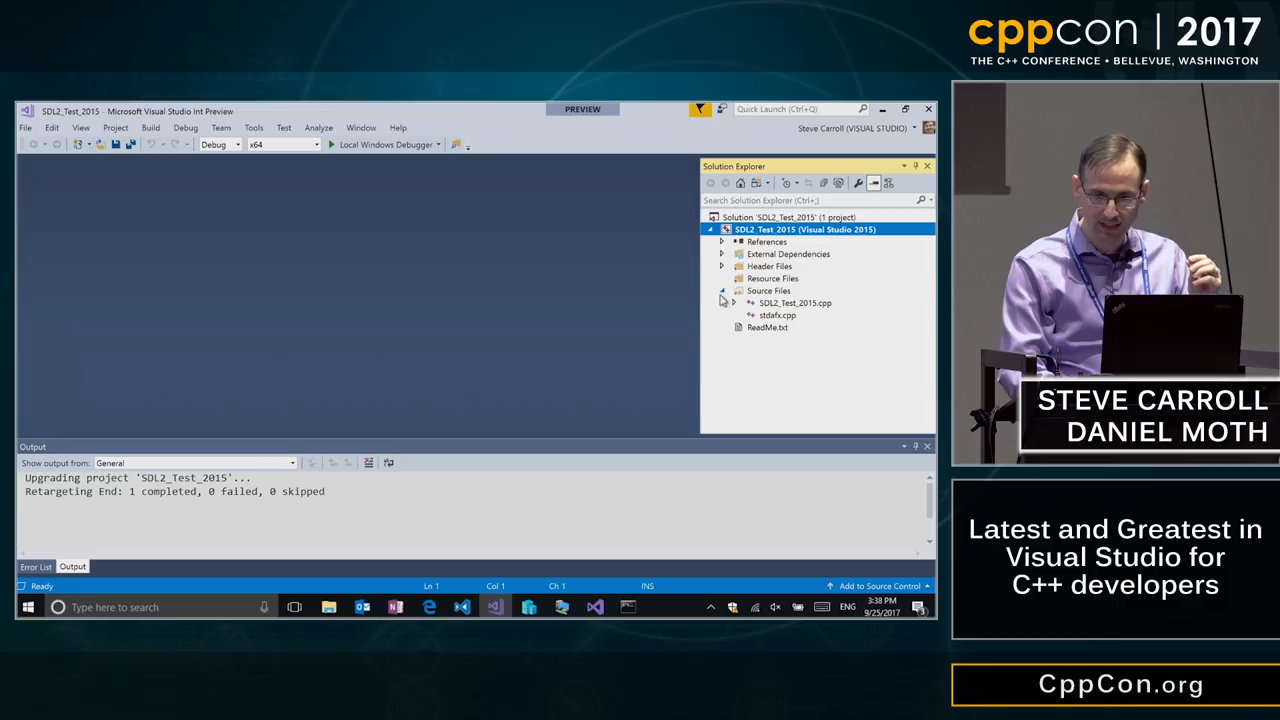 cppcon | 2017
THE C++ CONFERENCE • BELLEVUE, WASHINGTON
SDL2_Test_2015 - Microsoft Visual Studio Int Preview
PREVIEW
Quick Launch (Ctrl+Q)
File Edit View Project Build Debug Team Tools Test Analyze Window Help
Steve Carroll (VISUAL STUDIO)
Debug x64 Local Windows Debugger
Solution Explorer
Search Solution Explorer (Ctrl+;)
Solution 'SDL2_Test_2015' (1 project)
SDL2_Test_2015 (Visual Studio 2015)
References
External Dependencies
Header Files
Resource Files
Source Files
SDL2_Test_2015.cpp
stdafx.cpp
ReadMe.txt
Output
Show output from: General
Upgrading project 'SDL2_Test_2015'...
Retargeting End: 1 completed, 0 failed, 0 skipped
Error List Output
Ready Ln 1 Col 1 Ch 1 INS Add to Source Control
Type here to search
ENG
3:38 PM
9/25/2017
3
STEVE CARROLL
DANIEL MOTH
Latest and Greatest in
Visual Studio for
C++ developers
CppCon.org